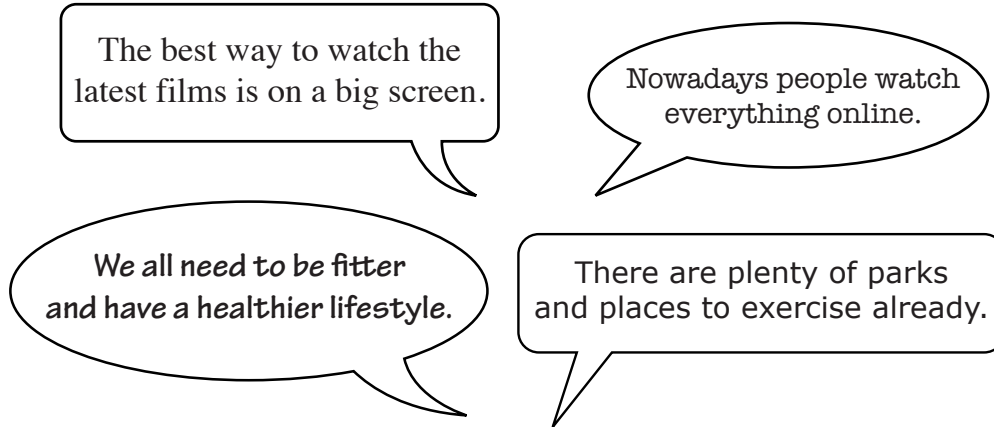 The best way to watch the
latest films is on a big screen.
Nowadays people watch
everything online.
We all need to be fitter
and have a healthier lifestyle.
There are plenty of parks
and places to exercise already.